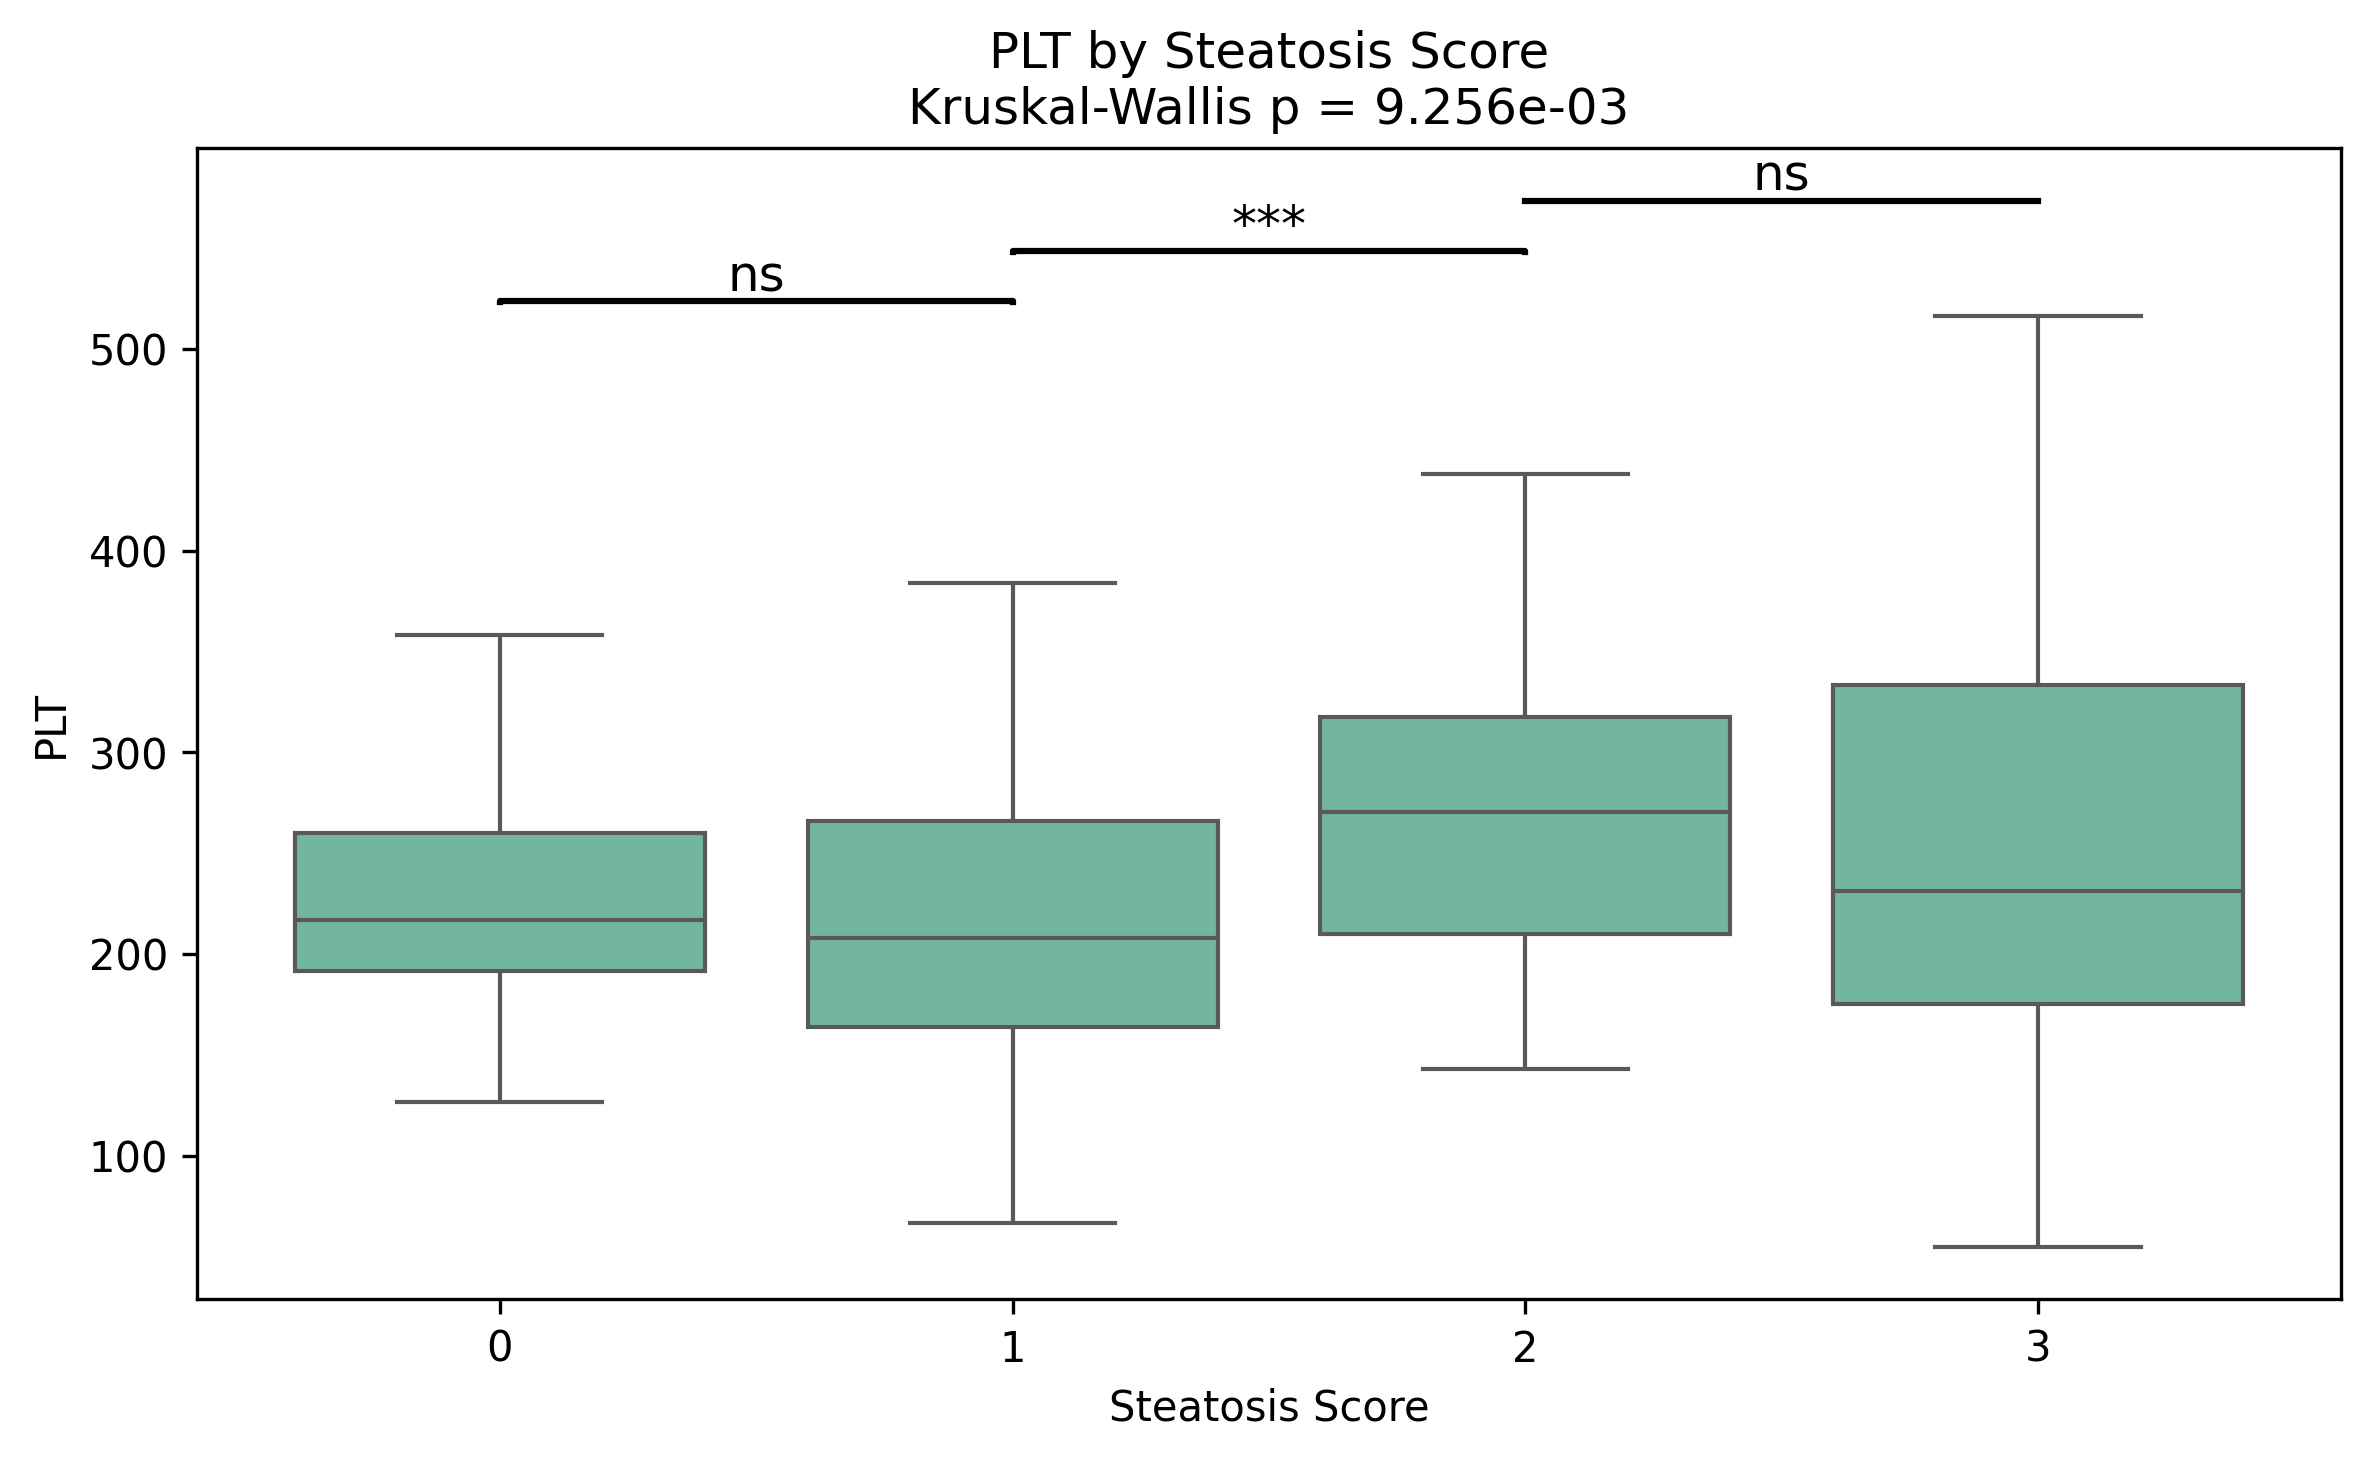 PLT by Steatosis Score
Kruskal-Wallis p = 9.256e-03
ns
***
ns
500
400
300
200
100
PLT
0
1
2
3
Steatosis Score